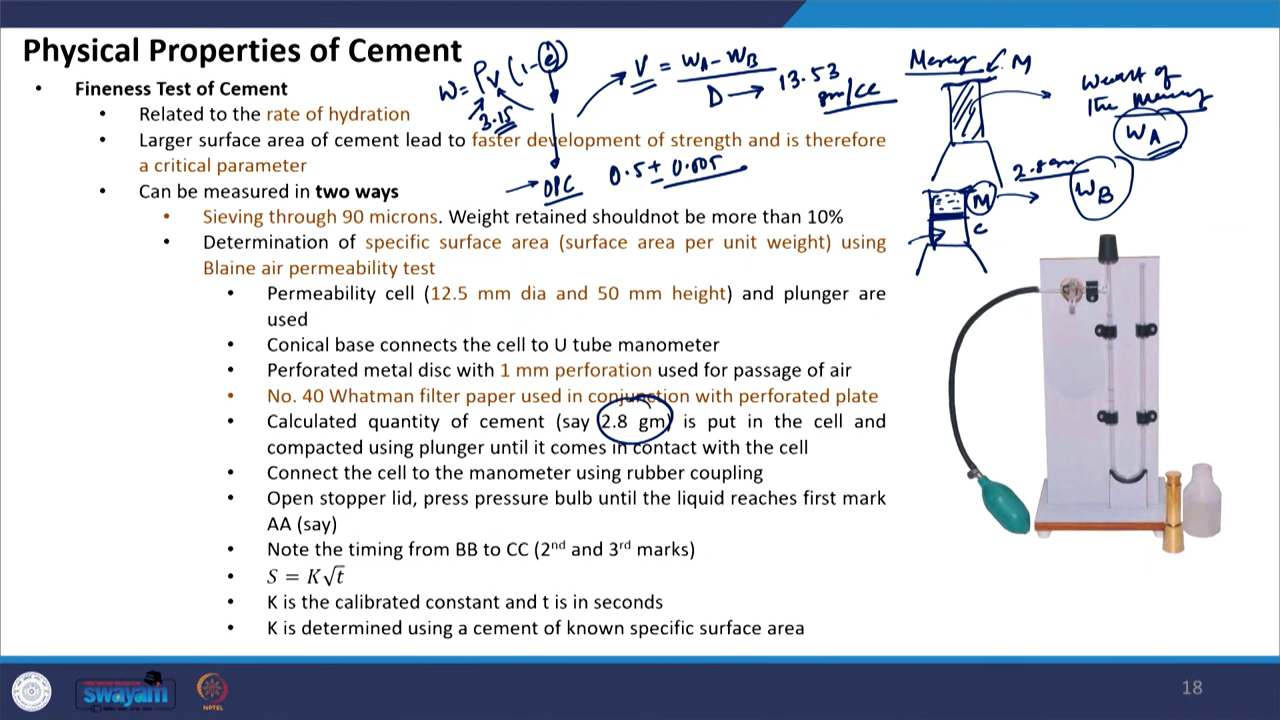 Physical Properties of Cement
• Fineness Test of Cement
• Related to the rate of hydration
• Larger surface area of cement lead to faster development of strength and is therefore
a critical parameter
• Can be measured in two ways
• Sieving through 90 microns. Weight retained shouldnot be more than 10%
• Determination of specific surface area (surface area per unit weight) using
Blaine air permeability test
• Permeability cell (12.5 mm dia and 50 mm height) and plunger are
used
• Conical base connects the cell to U tube manometer
• Perforated metal disc with 1 mm perforation used for passage of air
• No. 40 Whatman filter paper used in conjunction with perforated plate
• Calculated quantity of cement (say 2.8 gm) is put in the cell and
compacted using plunger until it comes in contact with the cell
• Connect the cell to the manometer using rubber coupling
• Open stopper lid, press pressure bulb until the liquid reaches first mark
AA (say)
• Note the timing from BB to CC (2nd and 3rd marks)
• S = K√t
• K is the calibrated constant and t is in seconds
• K is determined using a cement of known specific surface area
W = ρv (1-e)
3.15
OPC
0.5 ± 0.005
V = WA - WB
D → 13.53
gm/cc
M
the Mercury
WA
2.8 gm
M
WB
C
swayam
NPTEL
18